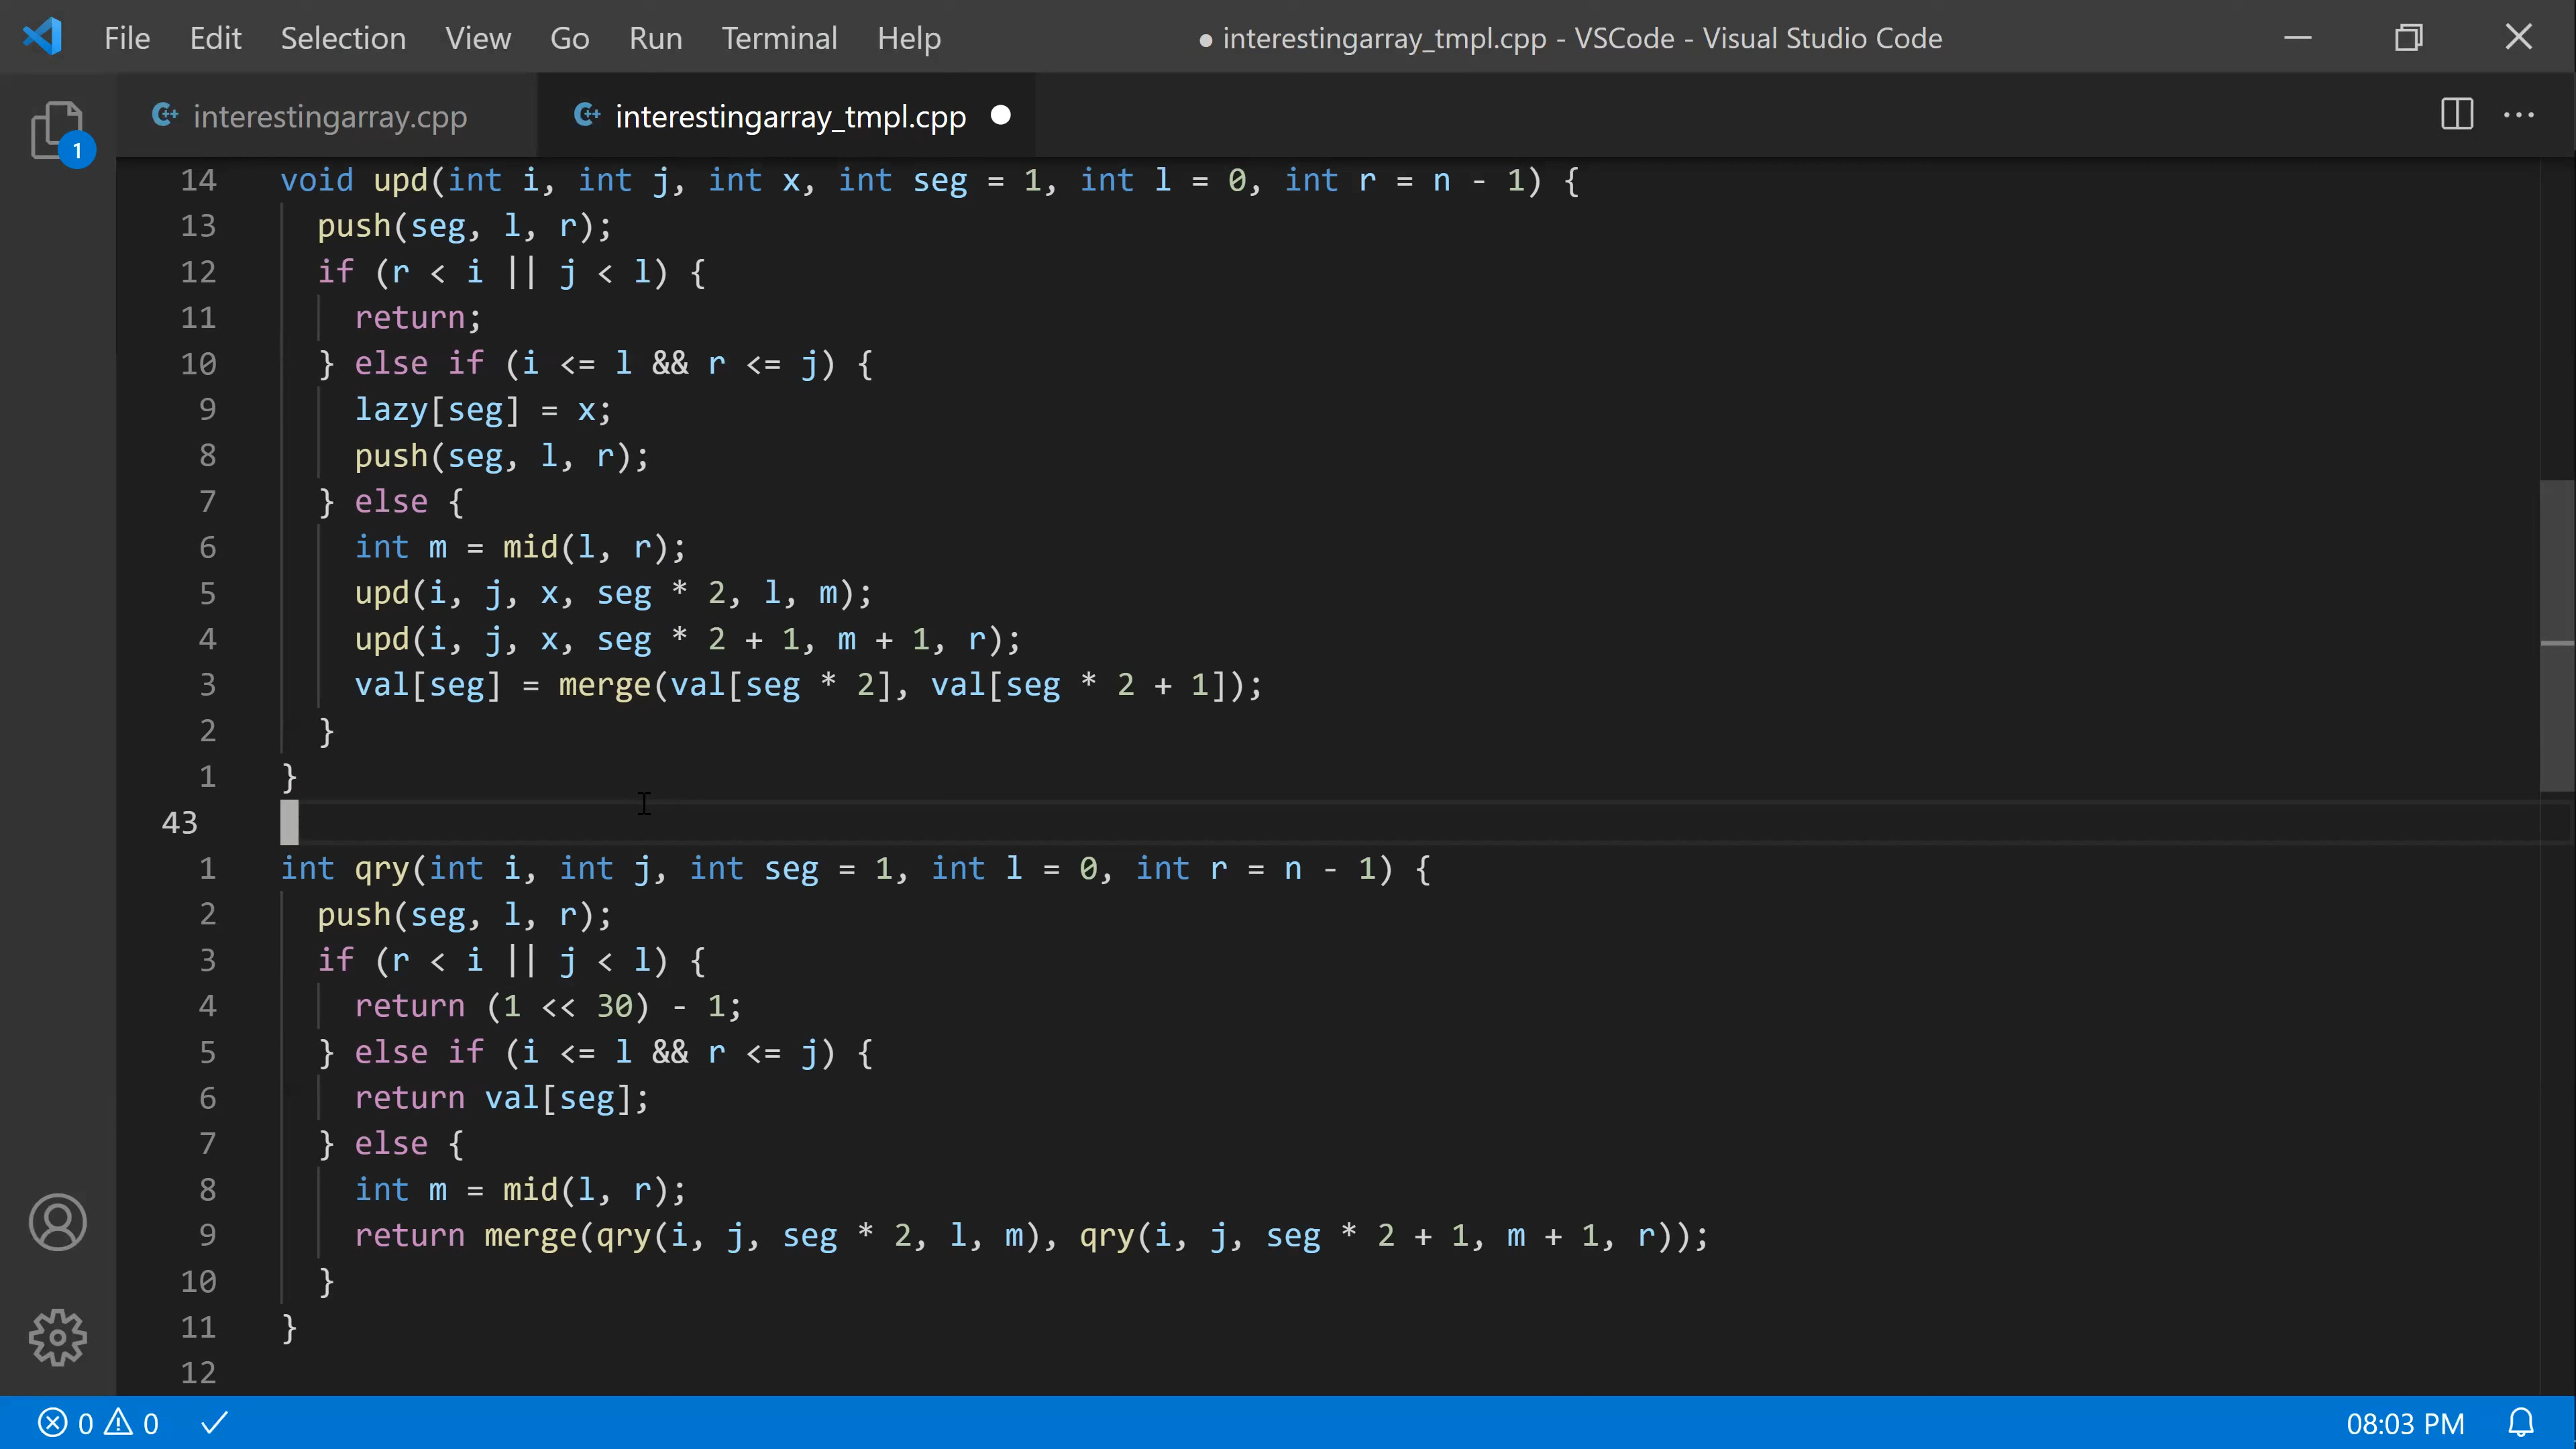 File Edit Selection View Go Run Terminal Help ● interestingarray_tmpl.cpp - VSCode - Visual Studio Code
interestingarray.cpp interestingarray_tmpl.cpp ●
1
14 void upd(int i, int j, int x, int seg = 1, int l = 0, int r = n - 1) {
13 push(seg, l, r);
12 if (r < i || j < l) {
11 return;
10 } else if (i <= l && r <= j) {
9 lazy[seg] = x;
8 push(seg, l, r);
7 } else {
6 int m = mid(l, r);
5 upd(i, j, x, seg * 2, l, m);
4 upd(i, j, x, seg * 2 + 1, m + 1, r);
3 val[seg] = merge(val[seg * 2], val[seg * 2 + 1]);
2 }
1 }
43
1 int qry(int i, int j, int seg = 1, int l = 0, int r = n - 1) {
2 push(seg, l, r);
3 if (r < i || j < l) {
4 return (1 << 30) - 1;
5 } else if (i <= l && r <= j) {
6 return val[seg];
7 } else {
8 int m = mid(l, r);
9 return merge(qry(i, j, seg * 2, l, m), qry(i, j, seg * 2 + 1, m + 1, r));
10 }
11 }
12
0 0 08:03 PM